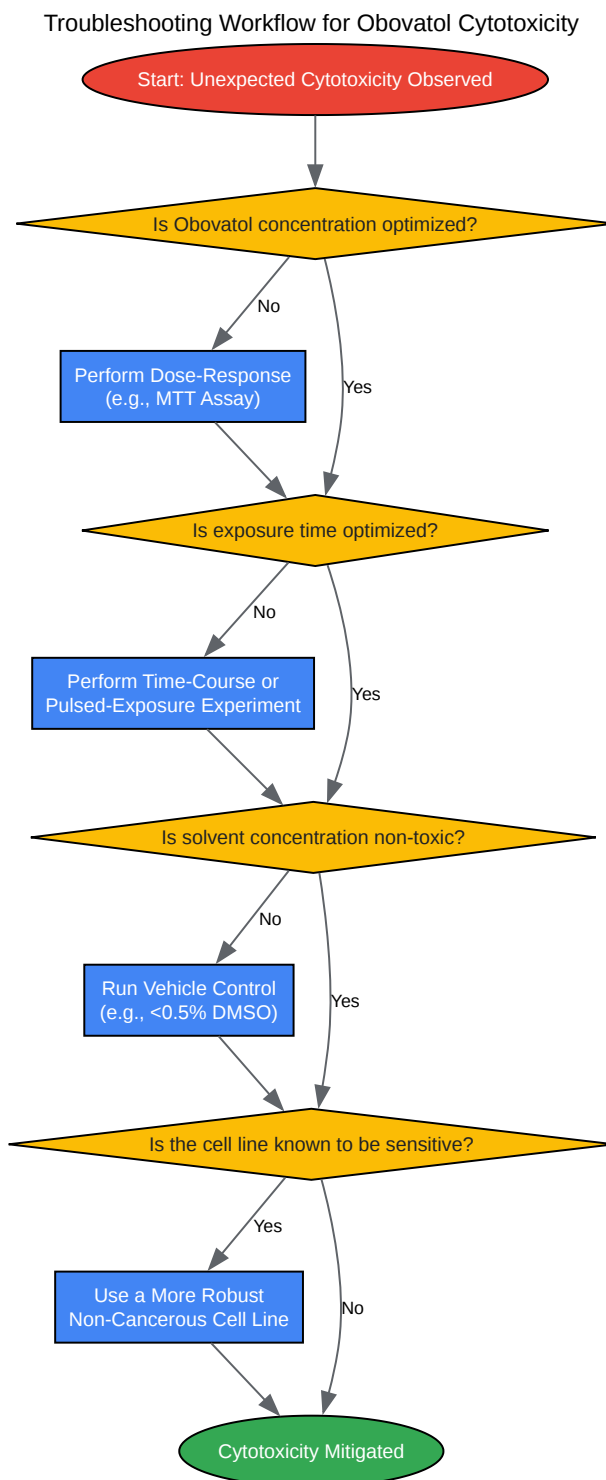 Troubleshooting Workflow for Obovatol Cytotoxicity
Start: Unexpected Cytotoxicity Observed
Is Obovatol concentration optimized?
No
Perform Dose-Response
(e.g., MTT Assay)
Yes
Is exposure time optimized?
No
Perform Time-Course or
Pulsed-Exposure Experiment
Yes
Is solvent concentration non-toxic?
No
Run Vehicle Control
(e.g., <0.5% DMSO)
Yes
Is the cell line known to be sensitive?
Yes
Use a More Robust
Non-Cancerous Cell Line
No
Cytotoxicity Mitigated